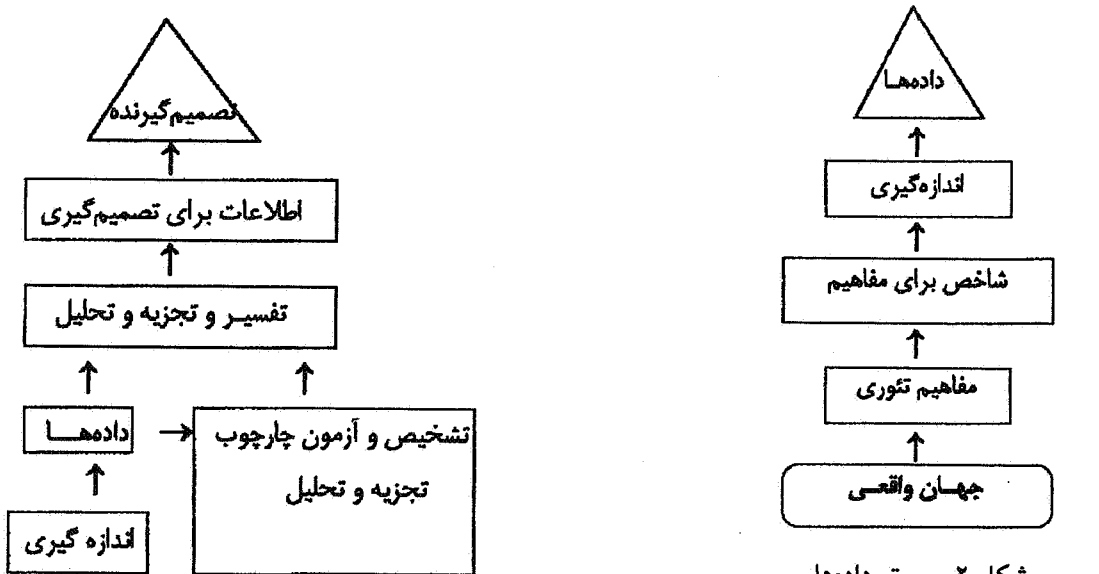 داده‌ها
اندازه‌گیری
شاخص برای مفاهیم
مفاهیم تئوری
جهان واقعی
تصمیم‌گیرنده
اطلاعات برای تصمیم‌گیری
تفسیر و تجزیه و تحلیل
داده‌ها
تشخیص و آزمون چارچوب
تجزیه و تحلیل
اندازه گیری